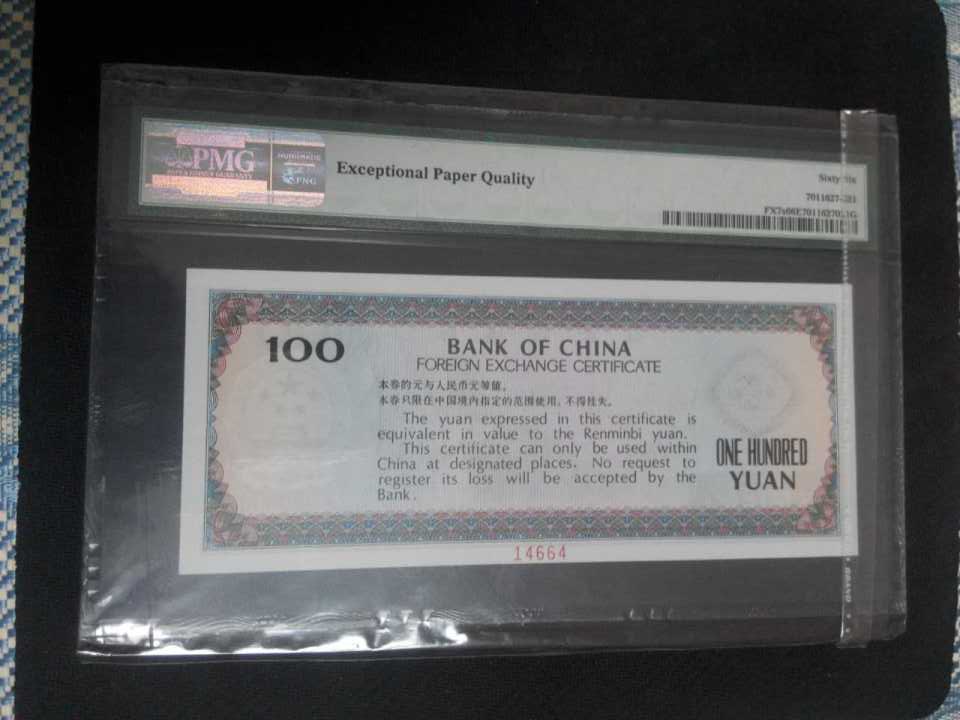 PMG
NUMISMATIC
PNG
Exceptional Paper Quality
100
BANK OF CHINA
FOREIGN EXCHANGE CERTIFICATE
本券的元与人民币元等值。
本券只限在中国境内指定的范围使用,不得挂失。
The yuan expressed in this certificate is
equivalent in value to the Renminbi yuan.
This certificate can only be used within
China at designated places. No request to
register its loss will be accepted by the
Bank.
ONE HUNDRED
YUAN
14664